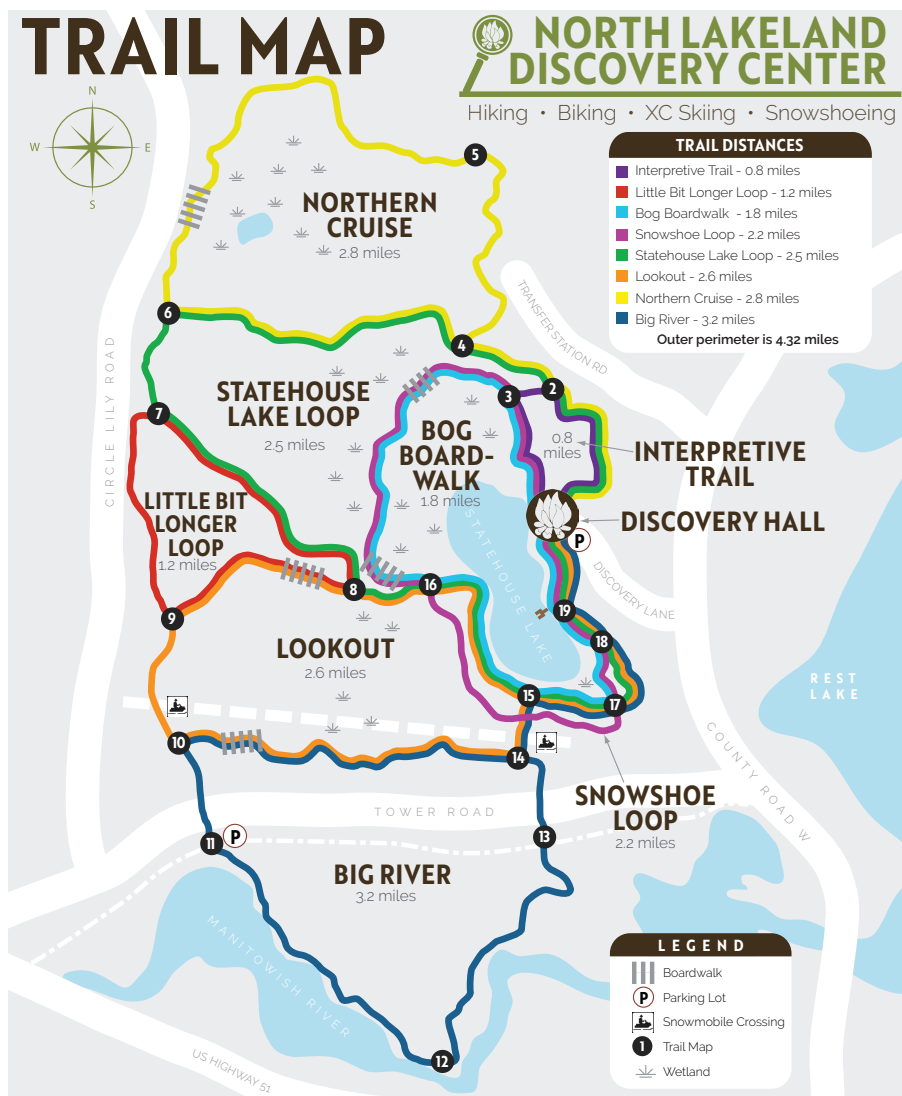 TRAIL MAP
NORTH LAKELAND
DISCOVERY CENTER
Hiking • Biking • XC Skiing • Snowshoeing
N
W
E
S
TRAIL DISTANCES
Interpretive Trail - 0.8 miles
Little Bit Longer Loop - 1.2 miles
Bog Boardwalk - 1.8 miles
Snowshoe Loop - 2.2 miles
Statehouse Lake Loop - 2.5 miles
Lookout - 2.6 miles
Northern Cruise - 2.8 miles
Big River - 3.2 miles
Outer perimeter is 4.32 miles
5
NORTHERN
CRUISE
2.8 miles
TRANSFER STATION RD
6
4
CIRCLE LILY ROAD
STATEHOUSE
LAKE LOOP
2.5 miles
3
2
7
BOG
BOARD-
WALK
1.8 miles
0.8
miles
INTERPRETIVE
TRAIL
LITTLE BIT
LONGER
LOOP
1.2 miles
STATEHOUSE LAKE
DISCOVERY HALL
P
DISCOVERY LANE
8
16
9
19
18
LOOKOUT
2.6 miles
REST
LAKE
15
17
10
14
COUNTY ROAD W
SNOWSHOE
LOOP
2.2 miles
TOWER ROAD
11
P
13
BIG RIVER
3.2 miles
MANITOWISH RIVER
12
US HIGHWAY 51
LEGEND
Boardwalk
P
Parking Lot
Snowmobile Crossing
1
Trail Map
Wetland